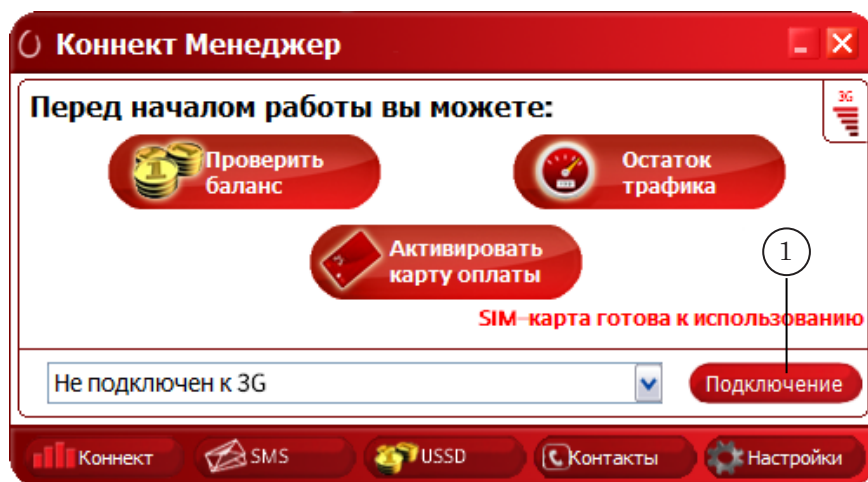 Коннект Менеджер
3G
Перед началом работы вы можете:
Проверить
баланс
Остаток
трафика
Активировать
карту оплаты
1
SIM-карта готова к использованию
Не подключен к 3G
Подключение
Коннект
SMS
USSD
Контакты
Настройки